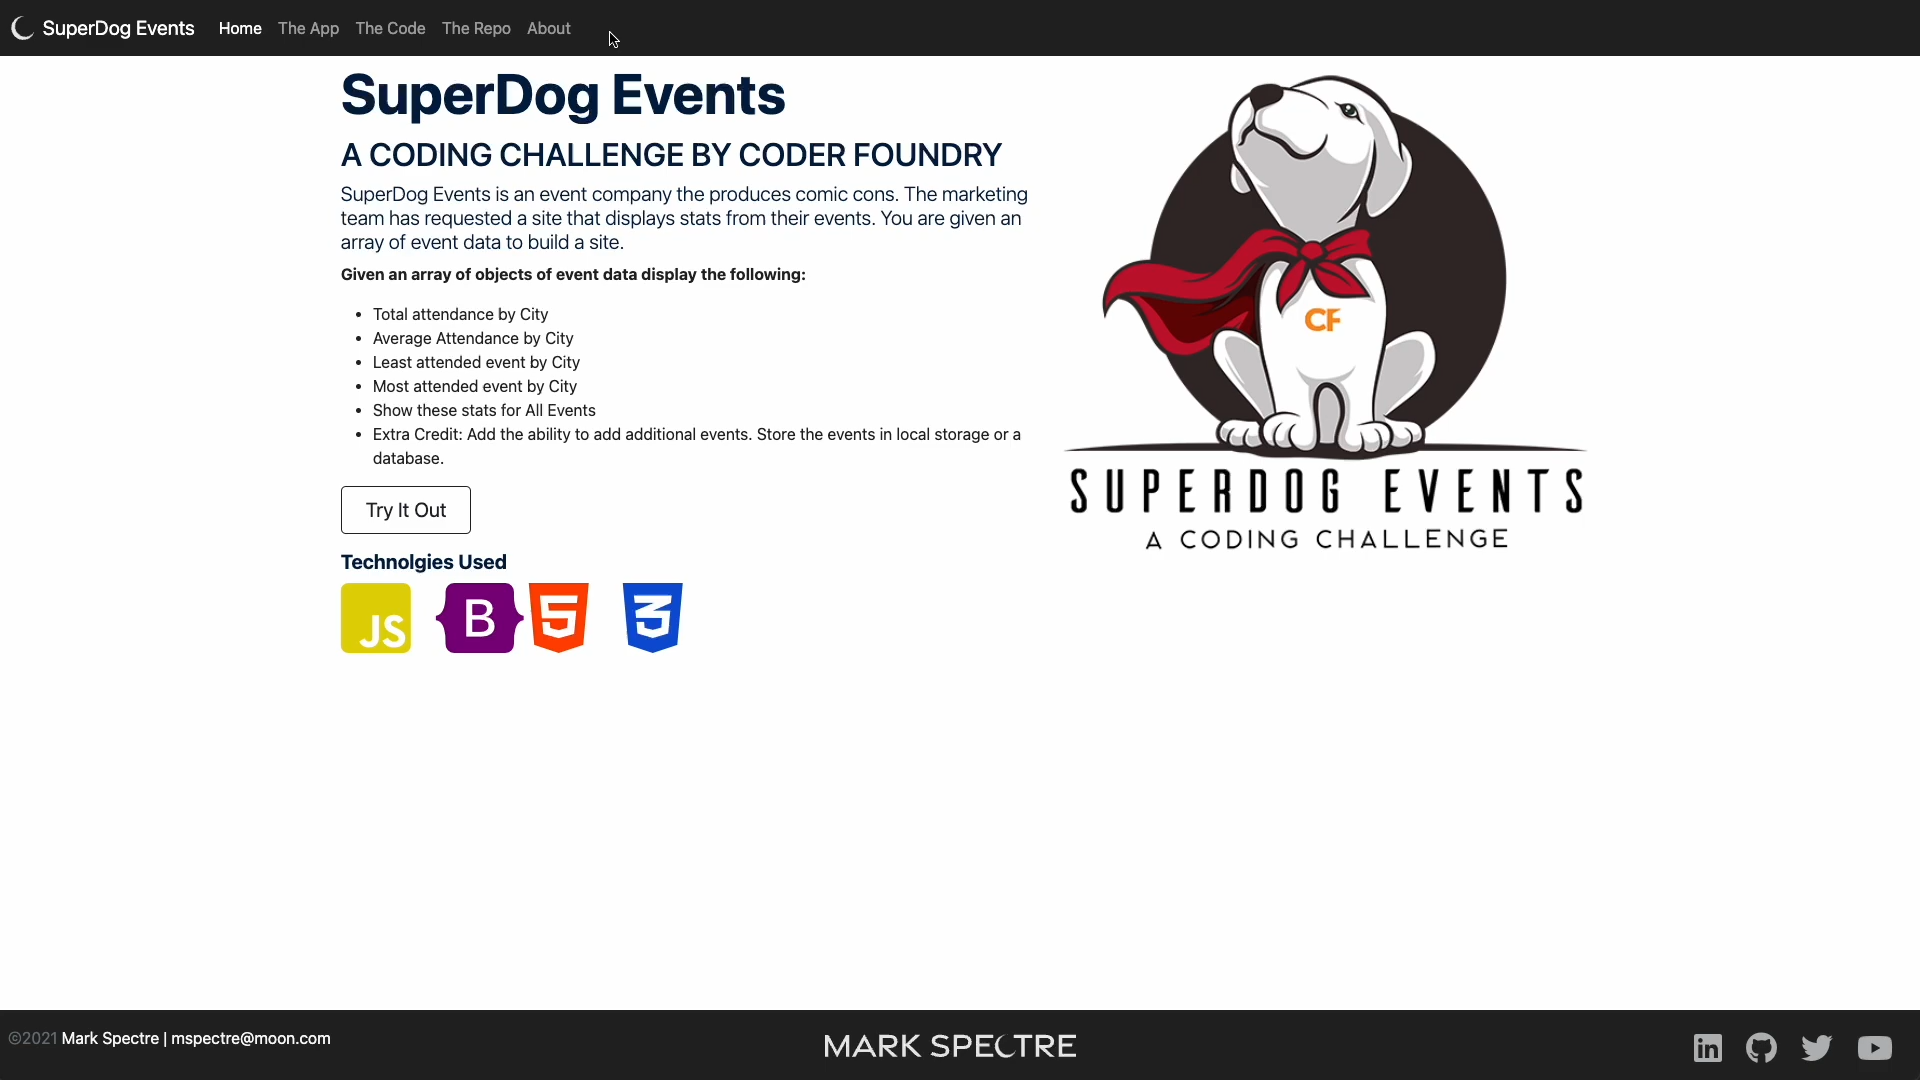 SuperDog Events Home The App The Code The Repo About
SuperDog Events
A CODING CHALLENGE BY CODER FOUNDRY
SuperDog Events is an event company the produces comic cons. The marketing
team has requested a site that displays stats from their events. You are given an
array of event data to build a site.
Given an array of objects of event data display the following:
• Total attendance by City
• Average Attendance by City
• Least attended event by City
• Most attended event by City
• Show these stats for All Events
• Extra Credit: Add the ability to add additional events. Store the events in local storage or a
database.
Try It Out
Technolgies Used
JS B 5 3
CF
SUPERDOG EVENTS
A CODING CHALLENGE
©2021 Mark Spectre | mspectre@moon.com
MARK SPECTRE
in